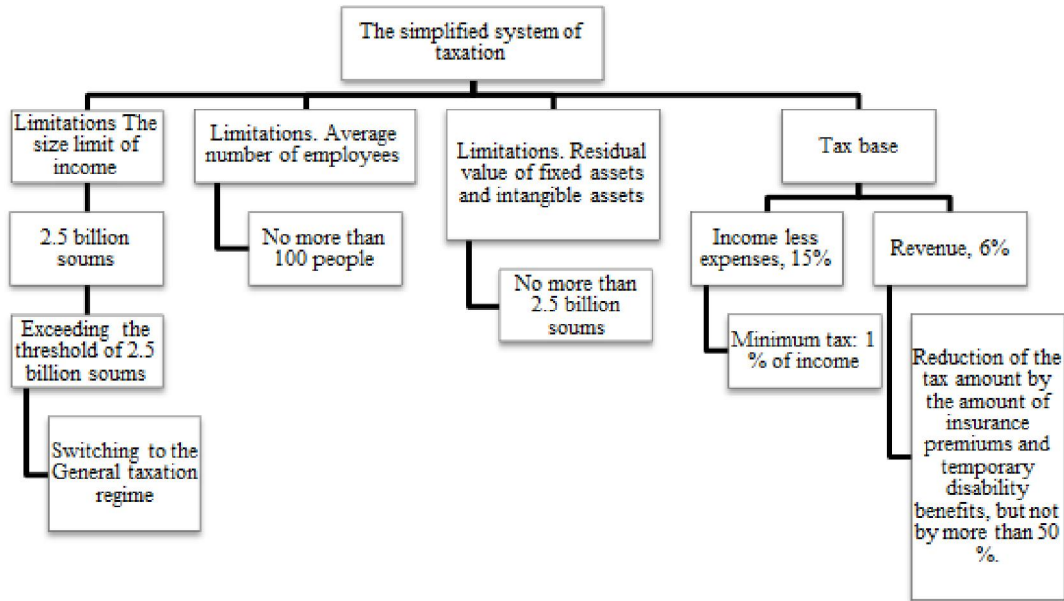 The simplified system of
taxation
Limitations The
size limit of
income
2.5 billion
soums
Exceeding the
threshold of 2.5
billion soums
Switching to the
General taxation
regime
Limitations. Average
number of employees
No more than
100 people
Limitations. Residual
value of fixed assets
and intangible assets
No more than
2.5 billion
soums
Tax base
Income less
expenses, 15%
Minimum tax: 1
% of income
Revenue, 6%
Reduction of the
tax amount by
the amount of
insurance
premiums and
temporary
disability
benefits, but not
by more than 50
%.